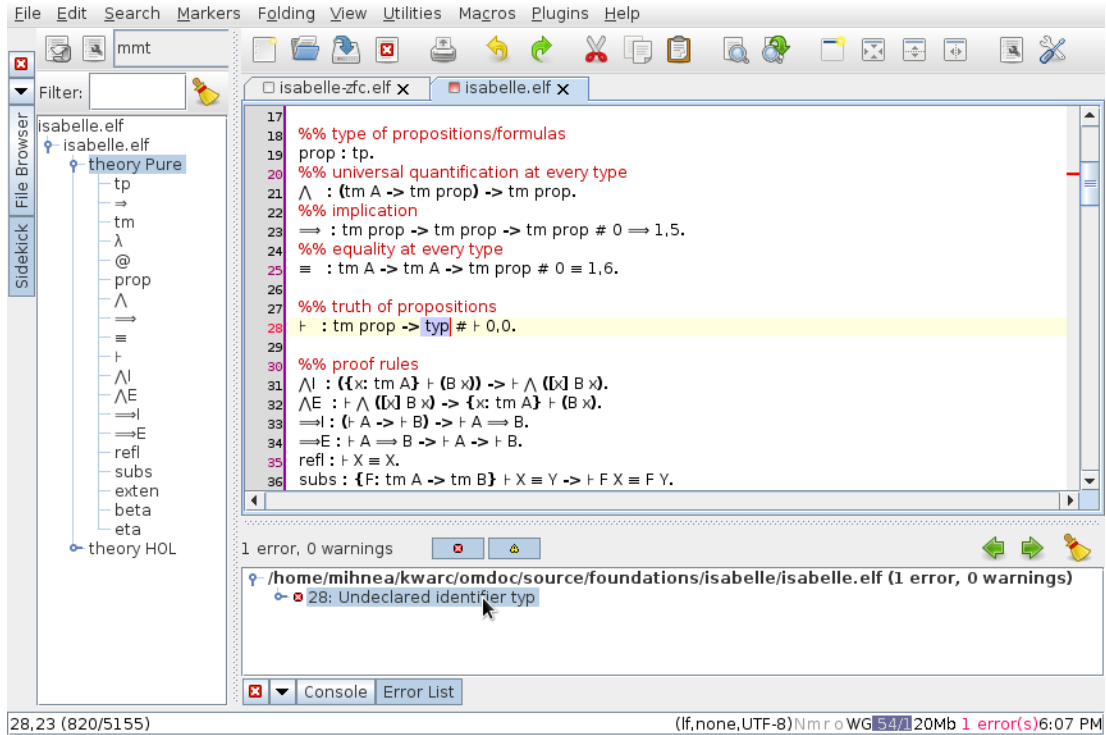 File Edit Search Markers Folding View Utilities Macros Plugins Help
mmt
Filter:
File Browser
Sidekick
isabelle.elf
isabelle.elf
theory Pure
tp
⇒
tm
λ
@
prop
⋀
⟹
≡
⊦
⋀I
⋀E
⟹I
⟹E
refl
subs
exten
beta
eta
theory HOL
isabelle-zfc.elf x isabelle.elf x
17
18 %% type of propositions/formulas
19 prop : tp.
20 %% universal quantification at every type
21 ⋀ : (tm A -> tm prop) -> tm prop.
22 %% implication
23 ⟹ : tm prop -> tm prop -> tm prop # 0 ⟹ 1,5.
24 %% equality at every type
25 ≡ : tm A -> tm A -> tm prop # 0 ≡ 1,6.
26
27 %% truth of propositions
28 ⊦ : tm prop -> typ # ⊦ 0,0.
29
30 %% proof rules
31 ⋀I : ({x: tm A} ⊦ (B x)) -> ⊦ ⋀ ([x] B x).
32 ⋀E : ⊦ ⋀ ([x] B x) -> {x: tm A} ⊦ (B x).
33 ⟹I : (⊦ A -> ⊦ B) -> ⊦ A ⟹ B.
34 ⟹E : ⊦ A ⟹ B -> ⊦ A -> ⊦ B.
35 refl : ⊦ X ≡ X.
36 subs : {F: tm A -> tm B} ⊦ X ≡ Y -> ⊦ F X ≡ F Y.
1 error, 0 warnings
/home/mihnea/kwarc/omdoc/source/foundations/isabelle/isabelle.elf (1 error, 0 warnings)
28: Undeclared identifier typ
Console Error List
28,23 (820/5155) (lf,none,UTF-8)NmroWG 54/120Mb 1 error(s)6:07 PM